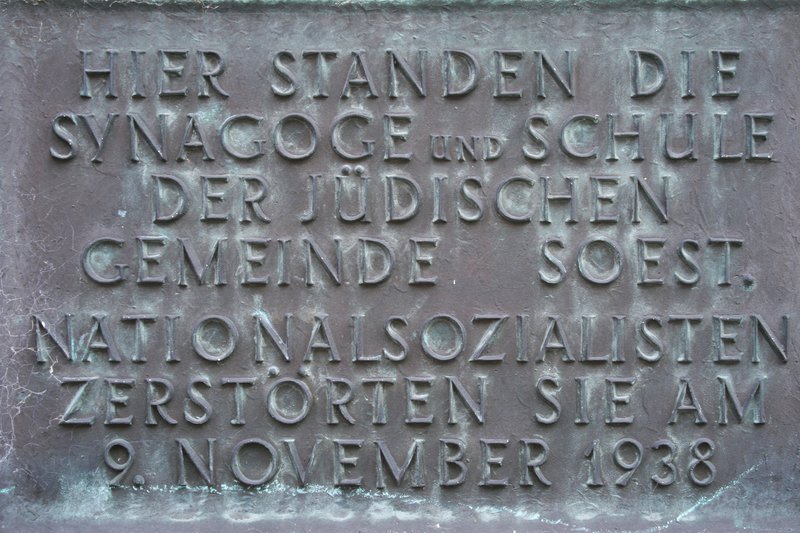 HIER STANDEN DIE
SYNAGOGE UND SCHULE
DER JÜDISCHEN
GEMEINDE SOEST.
NATIONALSOZIALISTEN
ZERSTÖRTEN SIE AM
9. NOVEMBER 1938